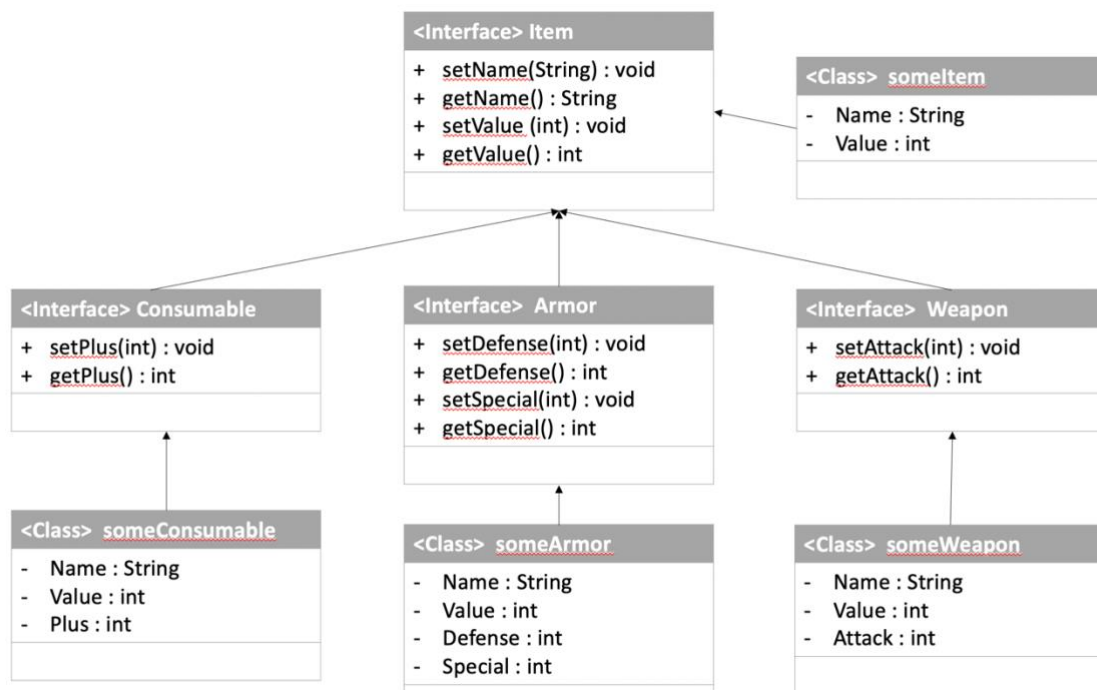 <Interface> Item
+ setName(String) : void
+ getName() : String
+ setValue (int) : void
+ getValue() : int
<Class> someItem
- Name : String
- Value : int
<Interface> Consumable
+ setPlus(int) : void
+ getPlus() : int
<Interface> Armor
+ setDefense(int) : void
+ getDefense() : int
+ setSpecial(int) : void
+ getSpecial() : int
<Interface> Weapon
+ setAttack(int) : void
+ getAttack() : int
<Class> someConsumable
- Name : String
- Value : int
- Plus : int
<Class> someArmor
- Name : String
- Value : int
- Defense : int
- Special : int
<Class> someWeapon
- Name : String
- Value : int
- Attack : int